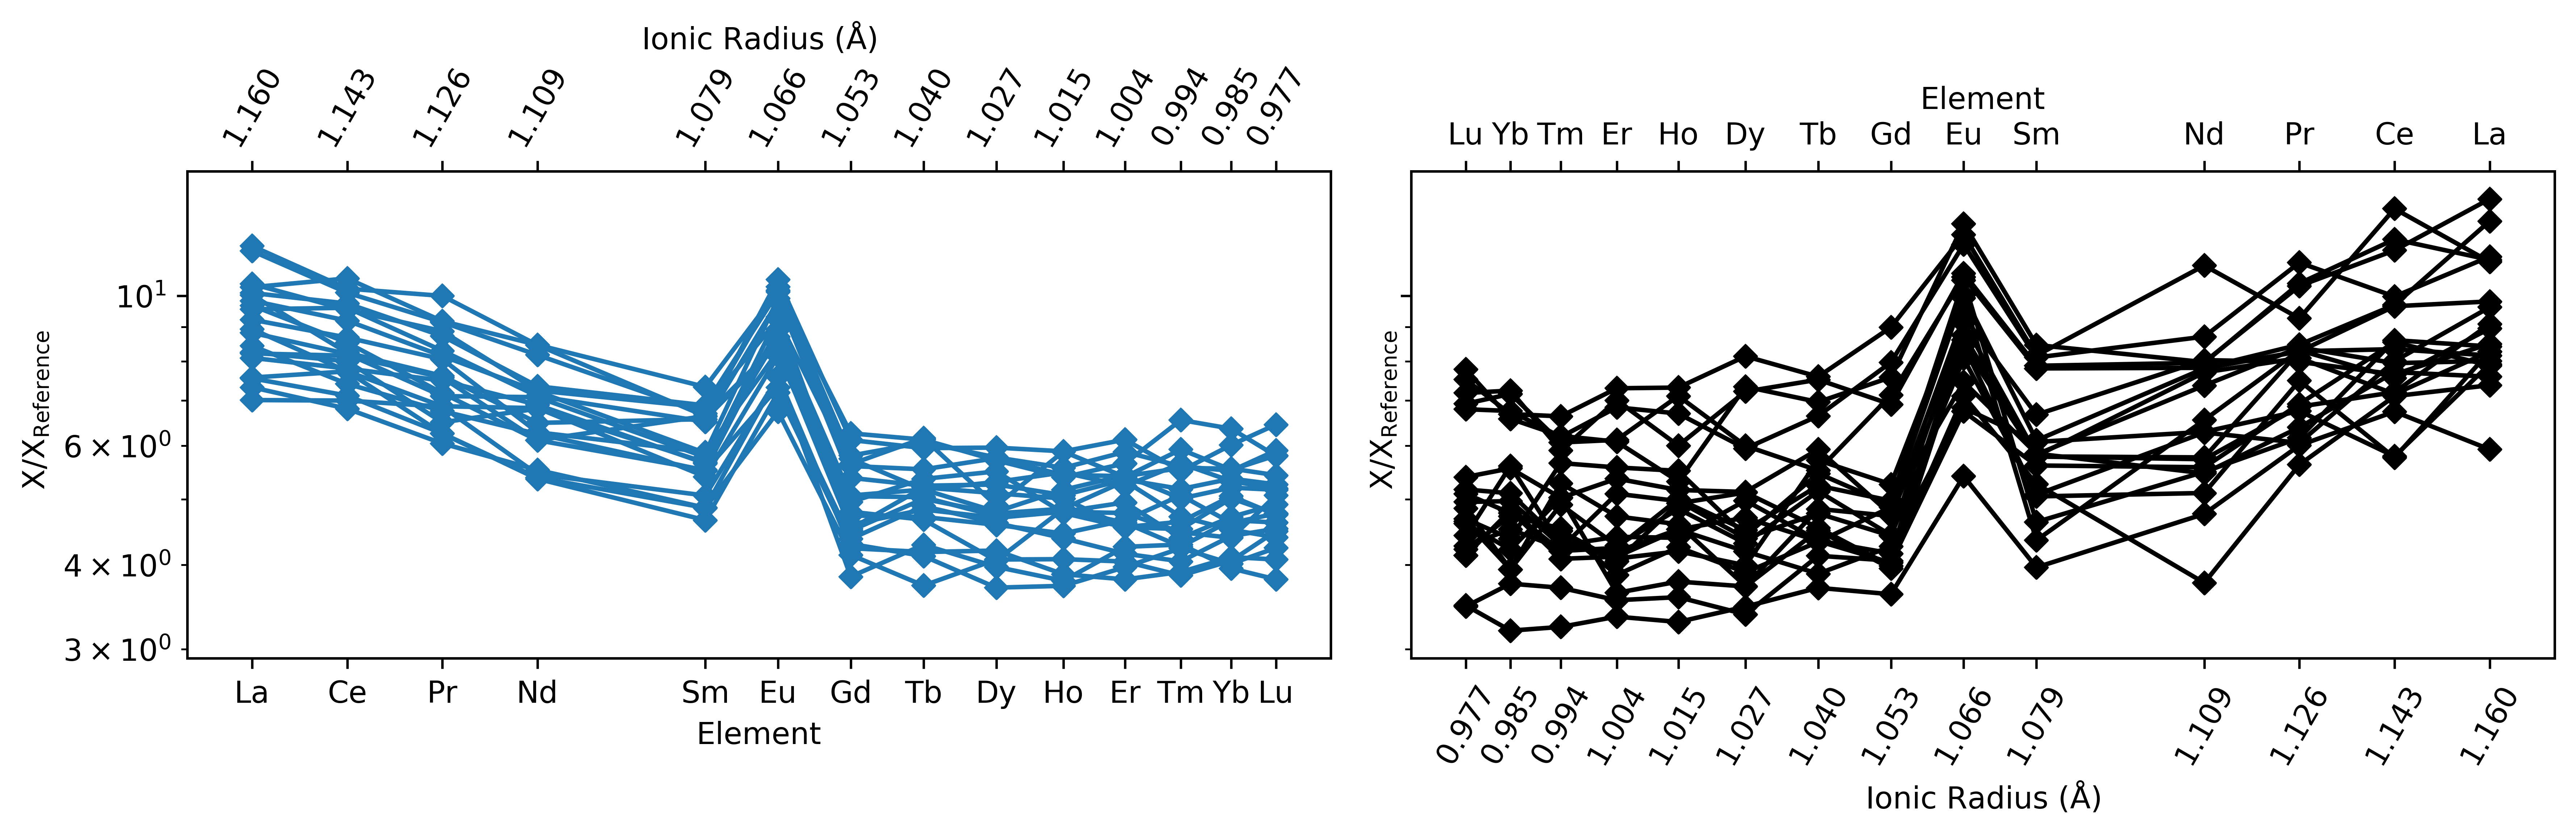 Ionic Radius (Å)
1.160 1.143 1.126 1.109 1.079 1.066 1.053 1.040 1.027 1.015 1.004 0.994 0.985 0.977
X/X_Reference
10¹
6 × 10⁰
4 × 10⁰
3 × 10⁰
La Ce Pr Nd Sm Eu Gd Tb Dy Ho Er Tm Yb Lu
Element
Element
Lu Yb Tm Er Ho Dy Tb Gd Eu Sm Nd Pr Ce La
X/X_Reference
0.977 0.985 0.994 1.004 1.015 1.027 1.040 1.053 1.066 1.079 1.109 1.126 1.143 1.160
Ionic Radius (Å)